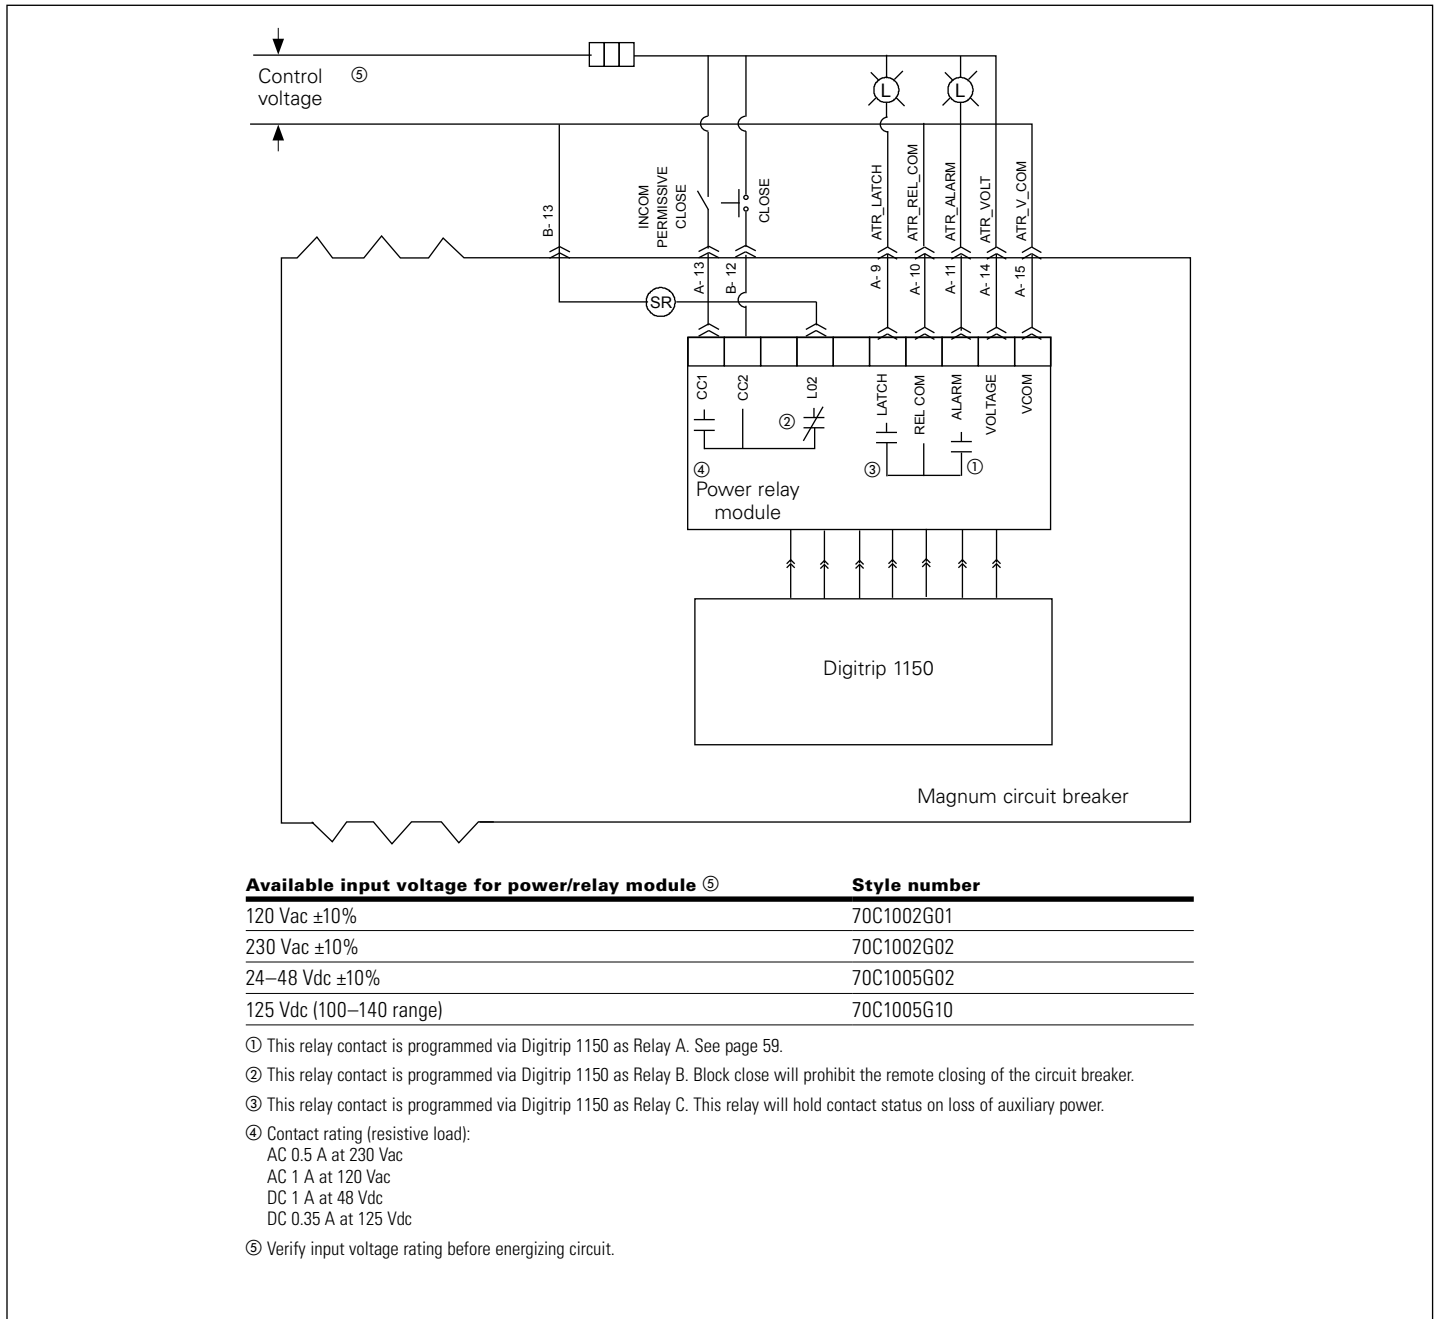 Control ⑤
voltage
L
L
B- 13
INCOM
PERMISSIVE
CLOSE
CLOSE
ATR_LATCH
ATR_REL_COM
ATR_ALARM
ATR_VOLT
ATR_V_COM
A- 13
B- 12
A- 9
A- 10
A- 11
A- 14
A- 15
SR
CC1
CC2
L02
LATCH
REL COM
ALARM
VOLTAGE
VCOM
②
③
①
④
Power relay
module
Digitrip 1150
Magnum circuit breaker
Available input voltage for power/relay module ⑤ Style number
120 Vac ±10% 70C1002G01
230 Vac ±10% 70C1002G02
24–48 Vdc ±10% 70C1005G02
125 Vdc (100–140 range) 70C1005G10
① This relay contact is programmed via Digitrip 1150 as Relay A. See page 59.
② This relay contact is programmed via Digitrip 1150 as Relay B. Block close will prohibit the remote closing of the circuit breaker.
③ This relay contact is programmed via Digitrip 1150 as Relay C. This relay will hold contact status on loss of auxiliary power.
④ Contact rating (resistive load):
AC 0.5 A at 230 Vac
AC 1 A at 120 Vac
DC 1 A at 48 Vdc
DC 0.35 A at 125 Vdc
⑤ Verify input voltage rating before energizing circuit.